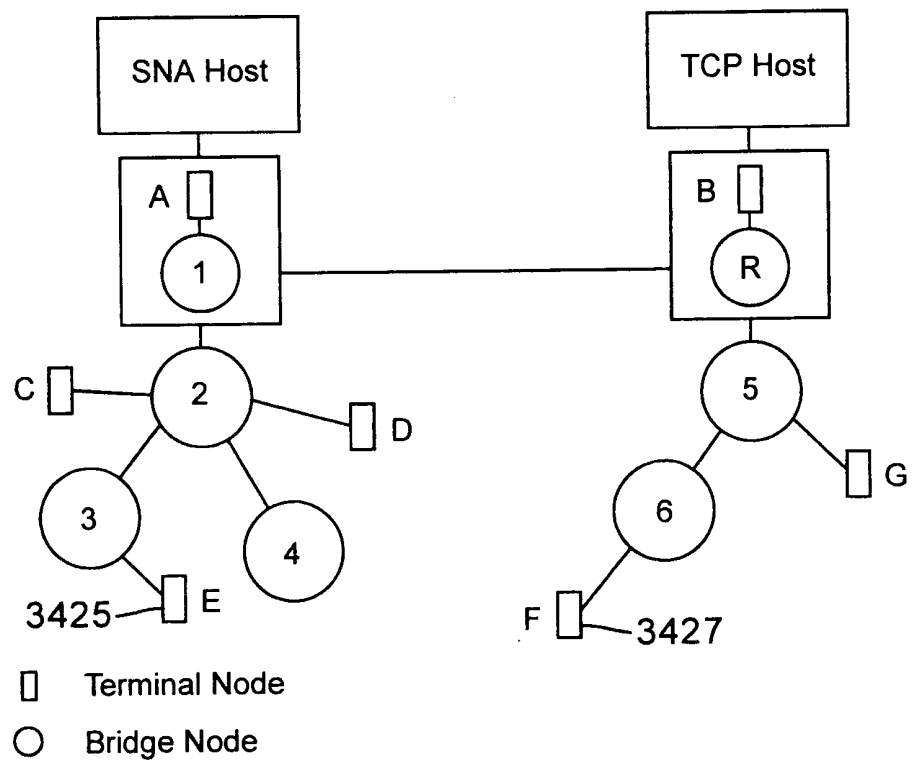 SNA Host
TCP Host
A
B
1
R
C
2
D
5
G
3
4
6
E
3425
F
3427
Terminal Node
Bridge Node